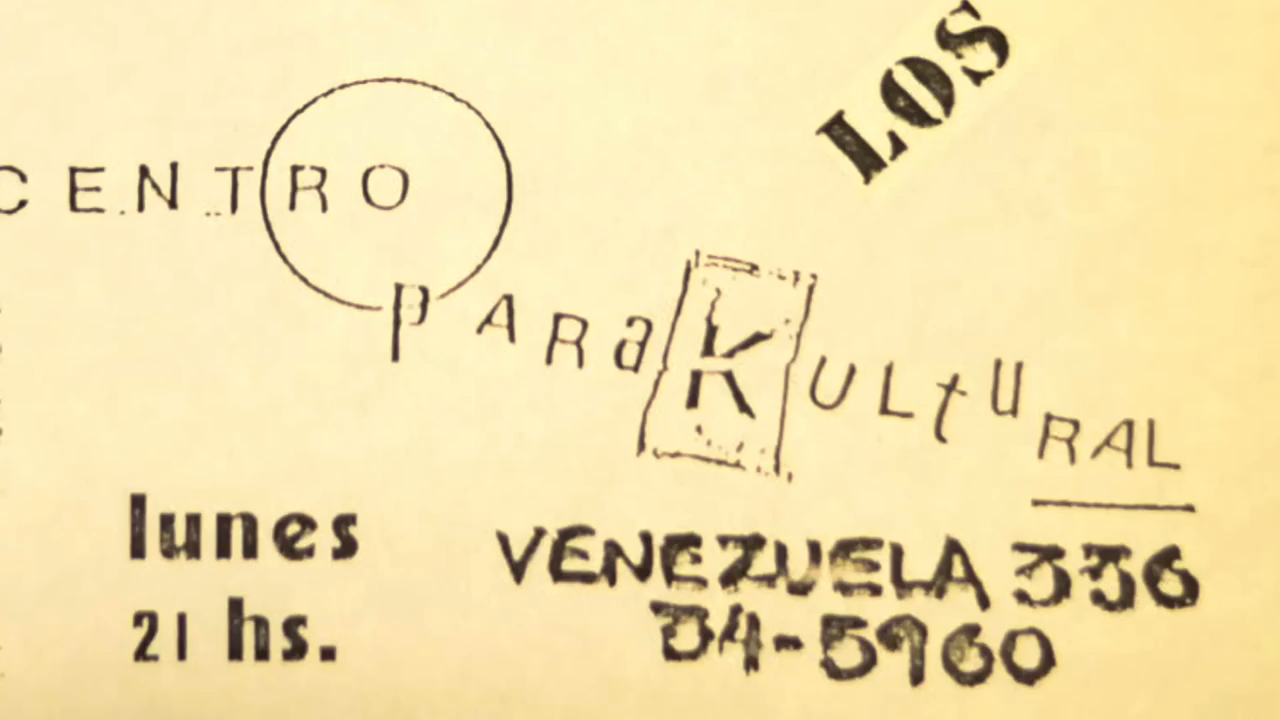 LOS
CENTRO
pARaKULtuRAL
lunes
21 hs.
VENEZUELA 336
34-5960